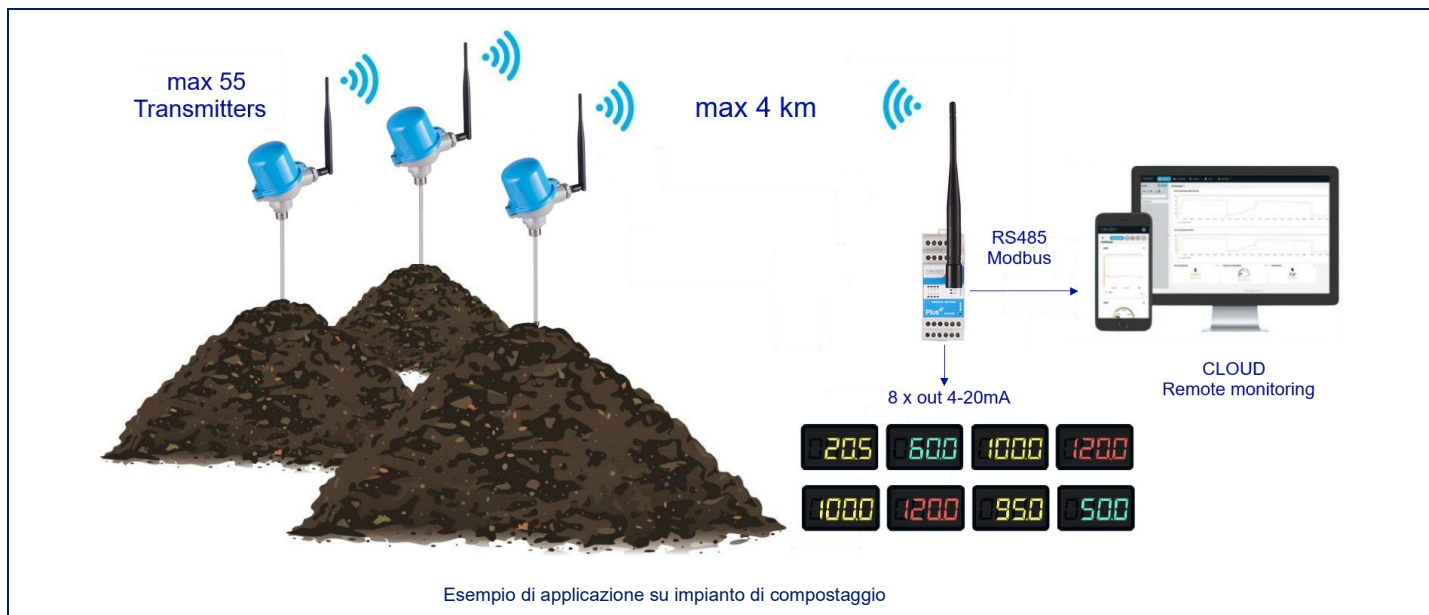 max 55
Transmitters
max 4 km
RS485
Modbus
TEKON
Plus
8 x out 4-20mA
CLOUD
Remote monitoring
20.5
60.0
100.0
120.0
100.0
120.0
95.0
50.0
Esempio di applicazione su impianto di compostaggio